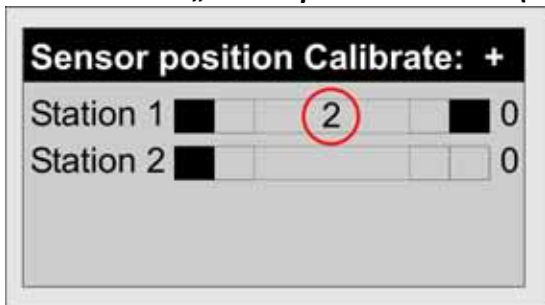 Sensor position Calibrate: +
Station 1 2 0
Station 2 0